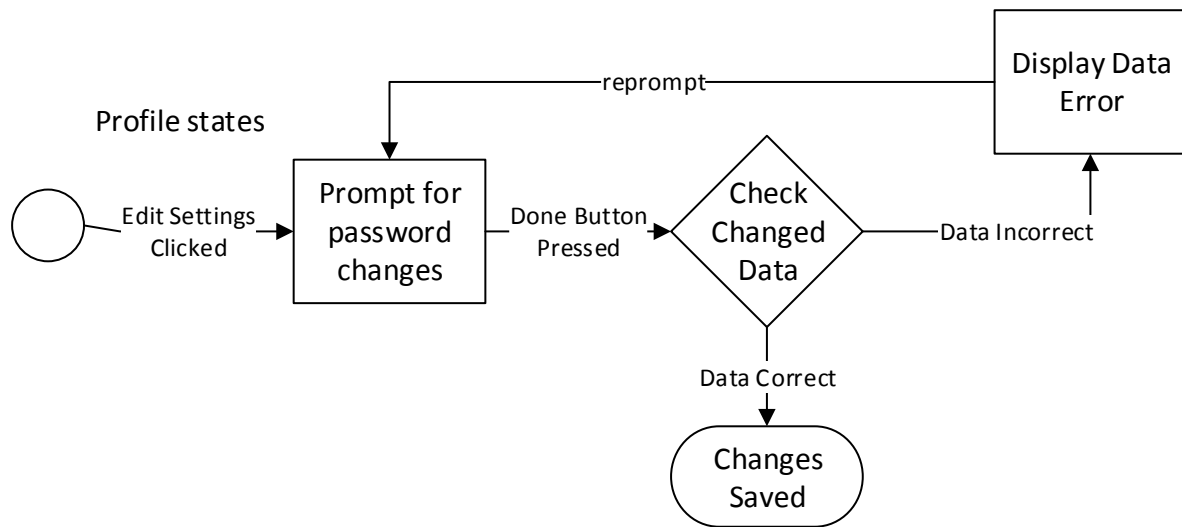 Display Data
Error
reprompt
Profile states
Edit Settings
Clicked
Prompt for
password
changes
Done Button
Pressed
Check
Changed
Data
Data Incorrect
Data Correct
Changes
Saved